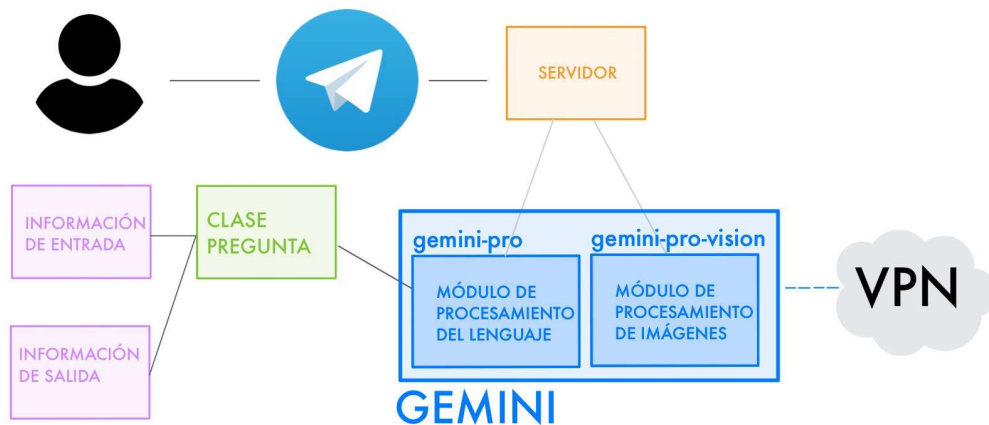 SERVIDOR
INFORMACIÓN
DE ENTRADA
CLASE
PREGUNTA
gemini-pro
gemini-pro-vision
MÓDULO DE
PROCESAMIENTO
DEL LENGUAJE
MÓDULO DE
PROCESAMIENTO
DE IMÁGENES
VPN
INFORMACIÓN
DE SALIDA
GEMINI